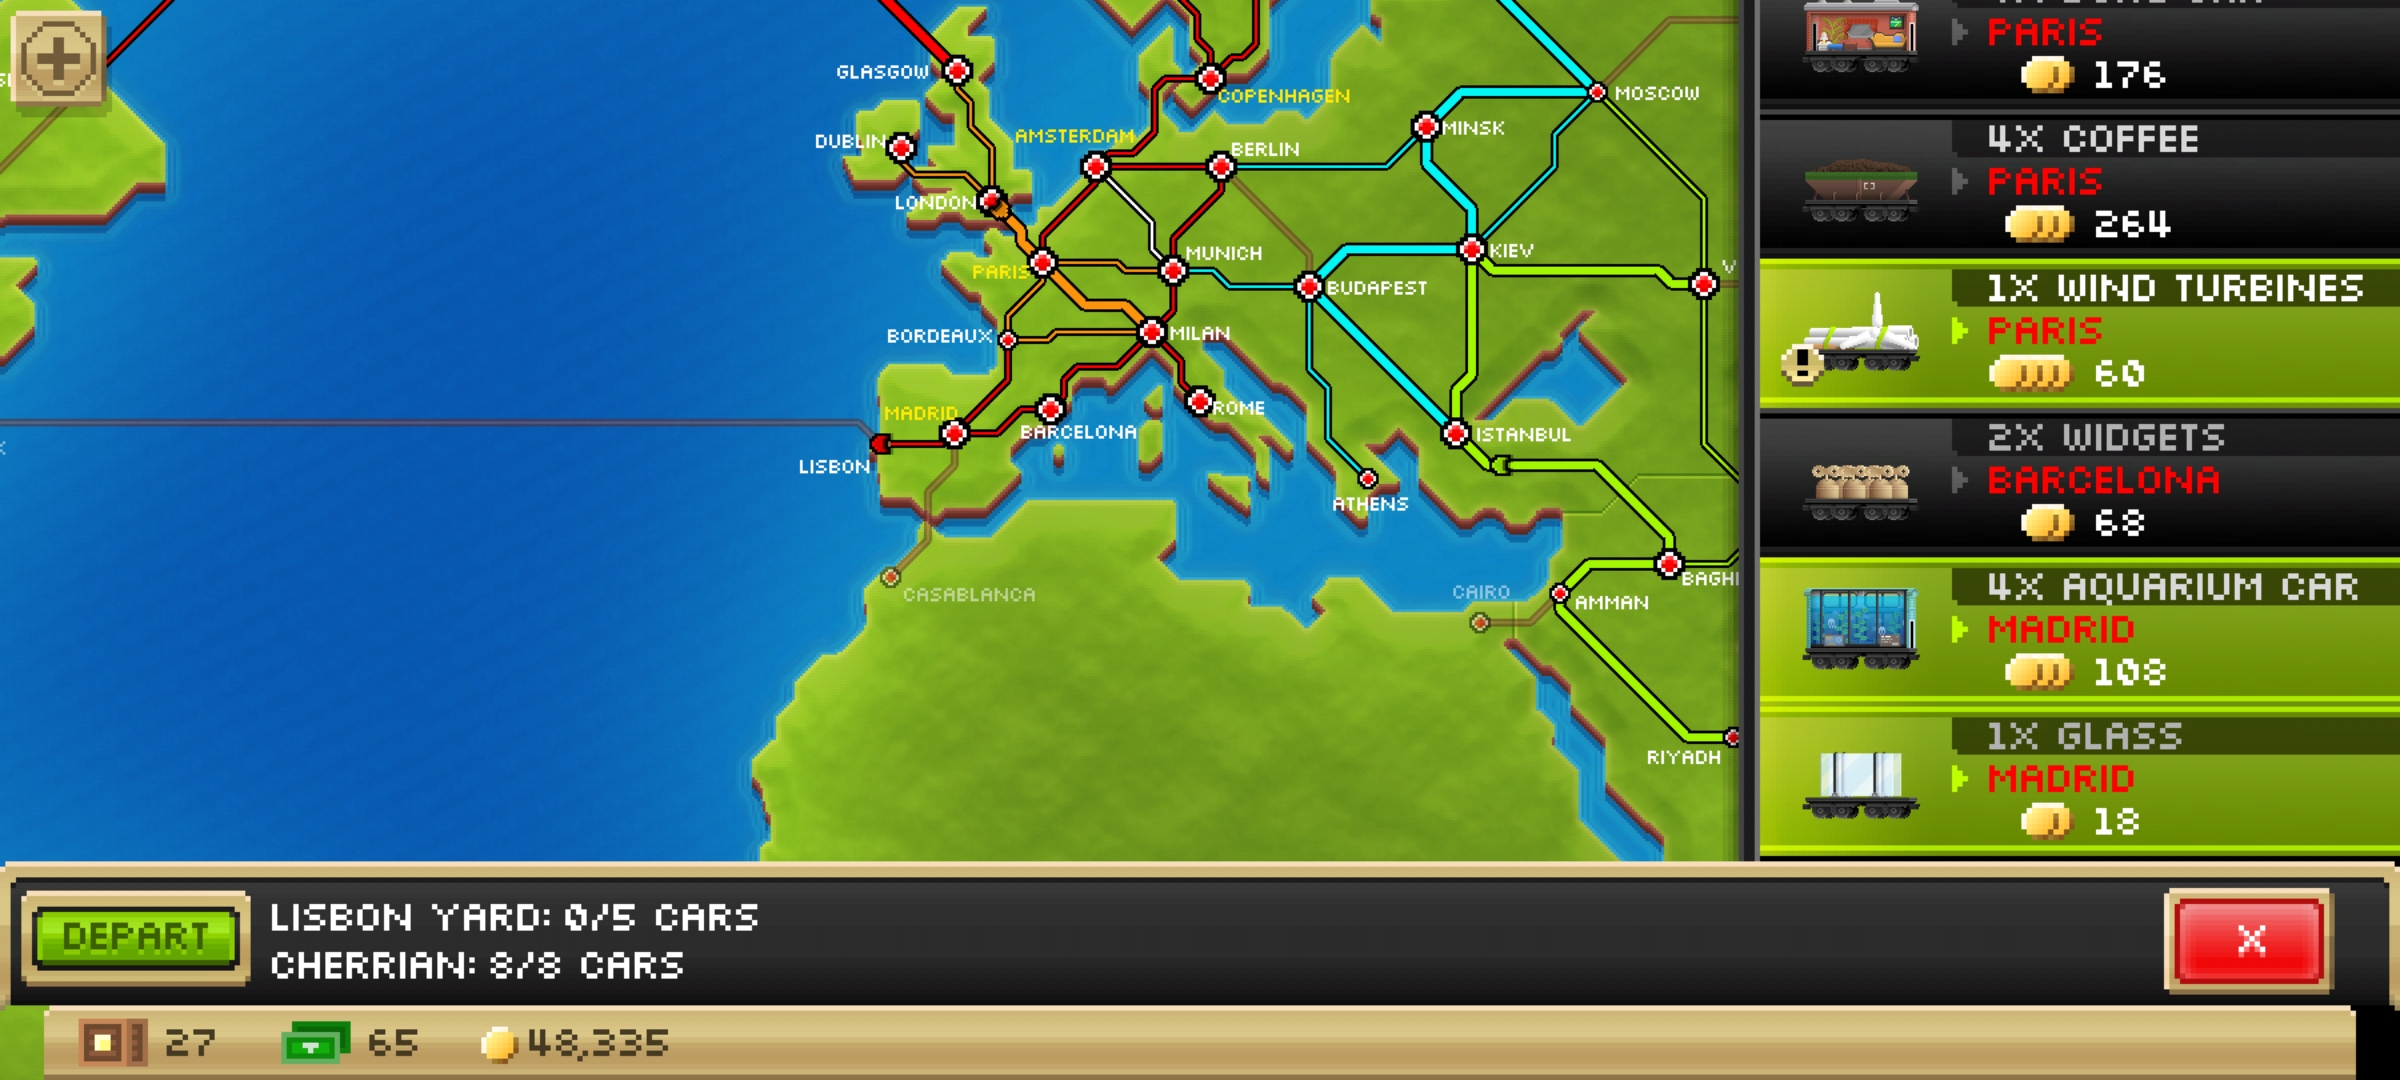 GLASGOW
COPENHAGEN
MOSCOW
DUBLIN
AMSTERDAM
BERLIN
MINSK
LONDON
PARIS
MUNICH
KIEV
BUDAPEST
BORDEAUX
MILAN
MADRID
BARCELONA
ROME
ISTANBUL
LISBON
ATHENS
CASABLANCA
CAIRO
AMMAN
BAGH
RIYADH
PARIS
176
4X COFFEE
PARIS
264
1X WIND TURBINES
PARIS
60
2X WIDGETS
BARCELONA
68
4X AQUARIUM CAR
MADRID
108
1X GLASS
MADRID
18
DEPART
LISBON YARD: 0/5 CARS
CHERRIAN: 8/8 CARS
X
27
65
48,335